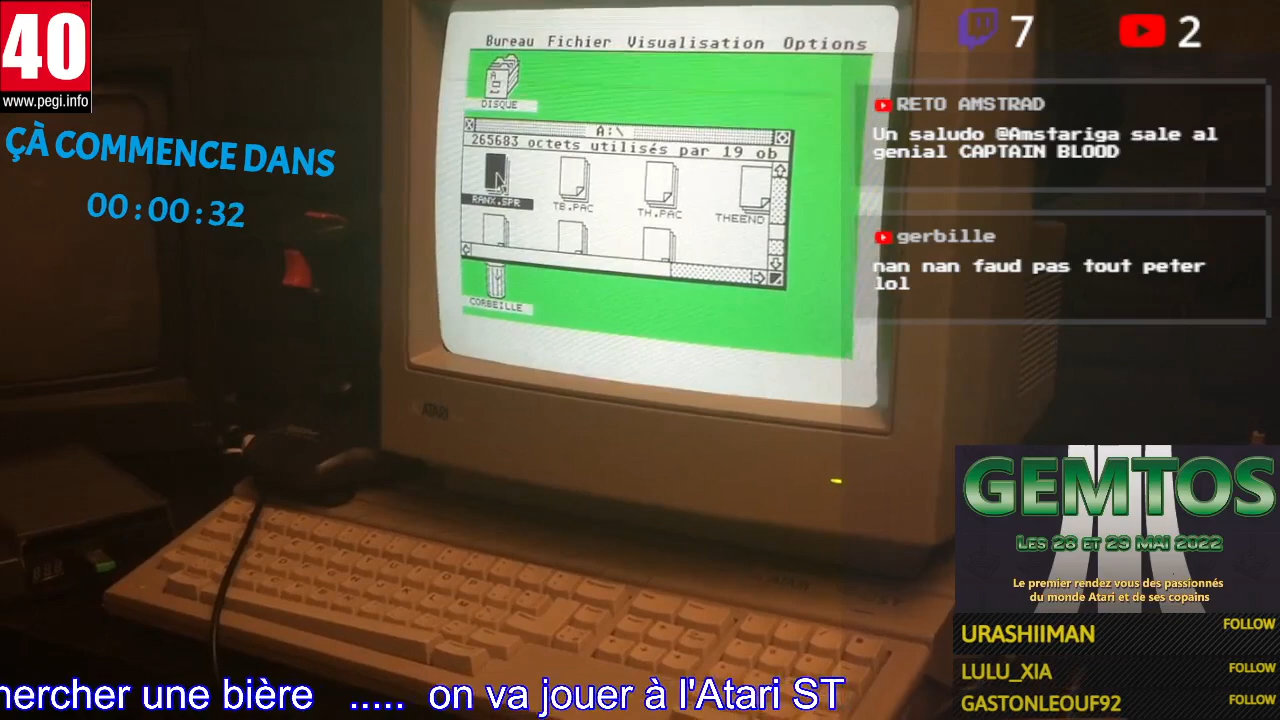 40
www.pegi.info
ÇÀ COMMENCE DANS
00:00:32
Bureau Fichier Visualisation Options
DISQUE
A:\
265683 octets utilisés par 19 ob
RANX.SPR
TB.PAC
TH.PAC
THEEND
CORBEILLE
ATARI
7
2
RETO AMSTRAD
Un saludo @Amstariga sale al
genial CAPTAIN BLOOD
gerbille
nan nan faud pas tout peter
lol
GEMTOS
LES 28 ET 29 MAI 2022
Le premier rendez vous des passionnés
du monde Atari et de ses copains
URASHIIMAN FOLLOW
LULU_XIA FOLLOW
GASTONLEOUF92 FOLLOW
hercher une bière ..... on va jouer à l'Atari ST